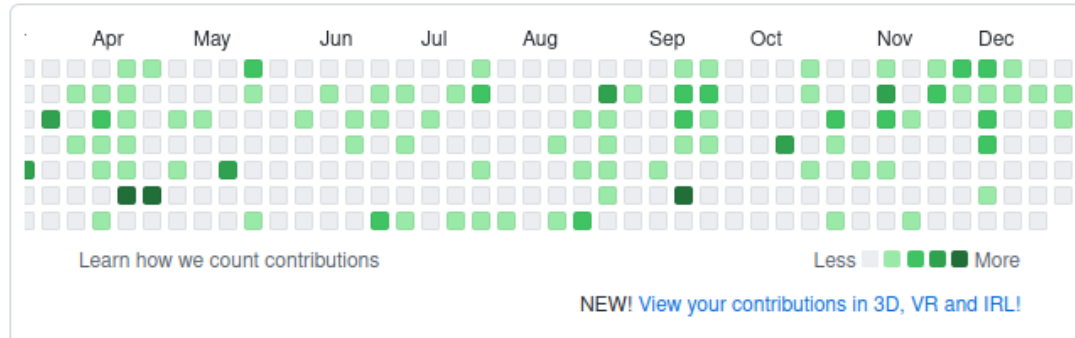 Apr May Jun Jul Aug Sep Oct Nov Dec
Learn how we count contributions
Less More
NEW! View your contributions in 3D, VR and IRL!